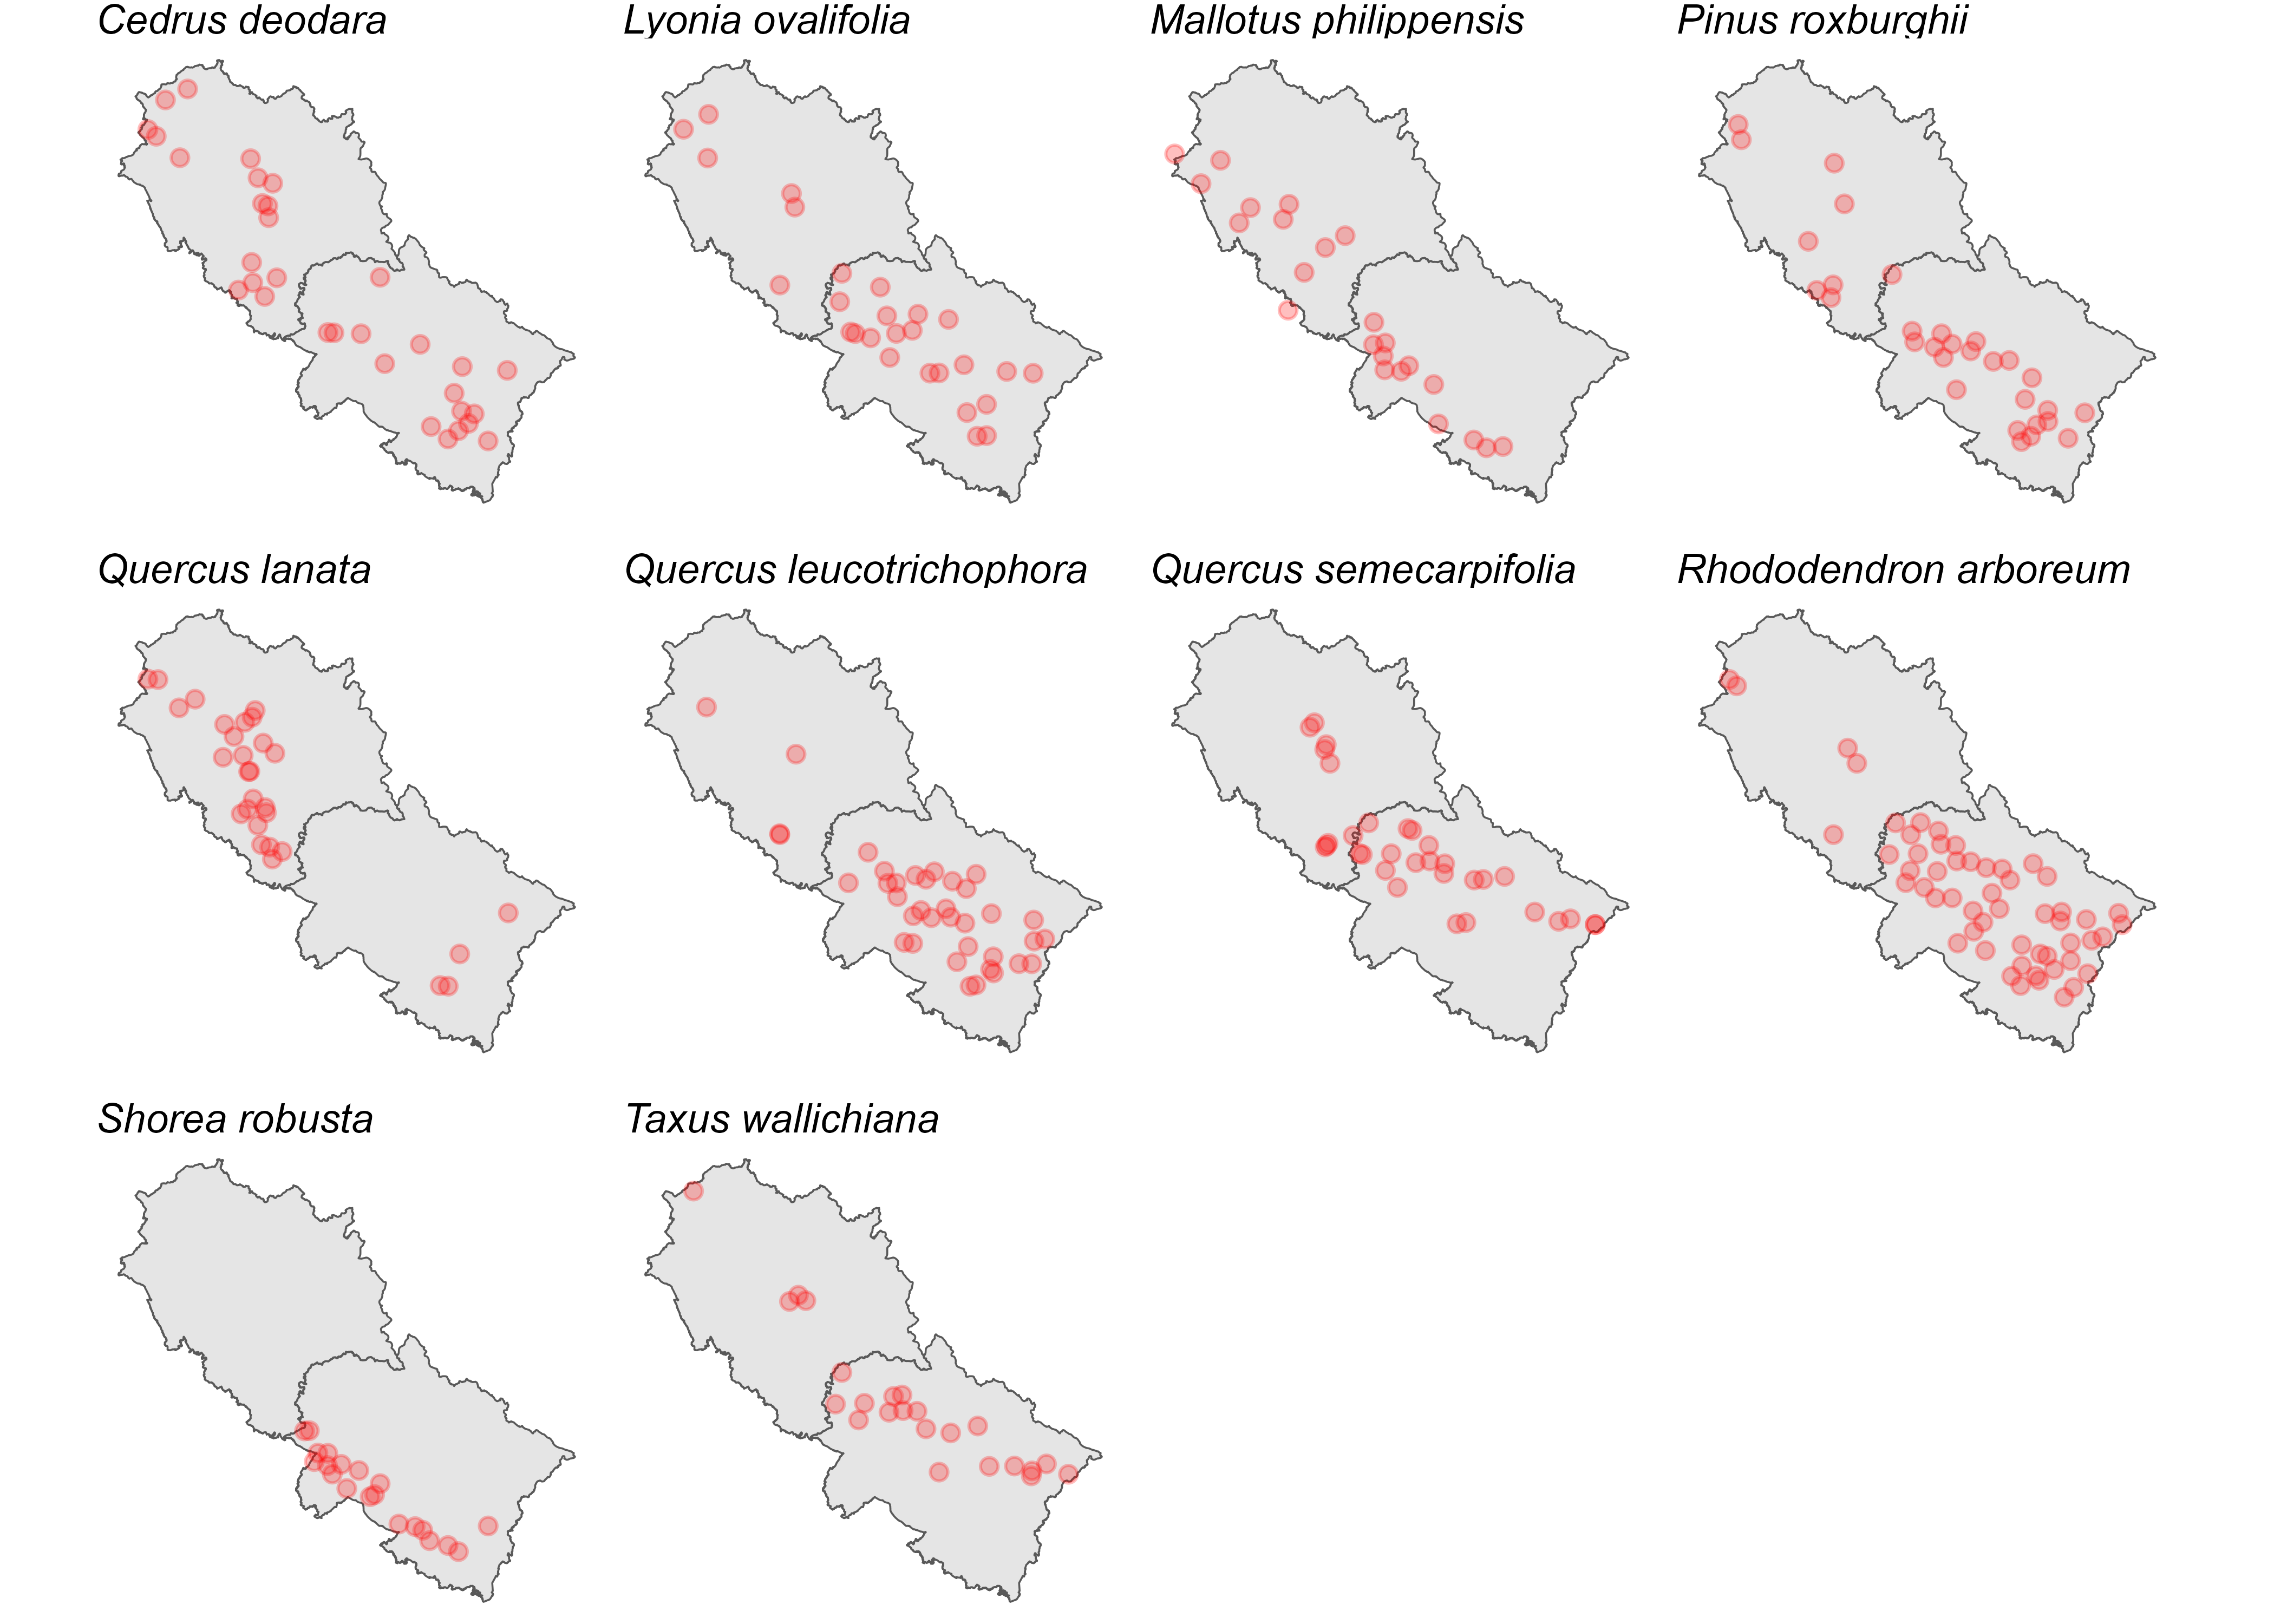 Cedrus deodara
Lyonia ovalifolia
Mallotus philippensis
Pinus roxburghii
Quercus lanata
Quercus leucotrichophora
Quercus semecarpifolia
Rhododendron arboreum
Shorea robusta
Taxus wallichiana